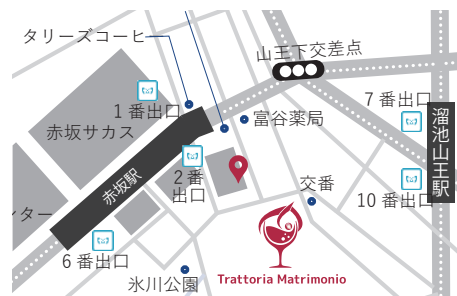 タリーズコーヒー
山王下交差点
1番出口
富谷薬局
7番出口
赤坂サカス
溜池山王駅
赤坂駅
2番
出口
交番
10番出口
ンター
6番出口
氷川公園
Trattoria Matrimonio